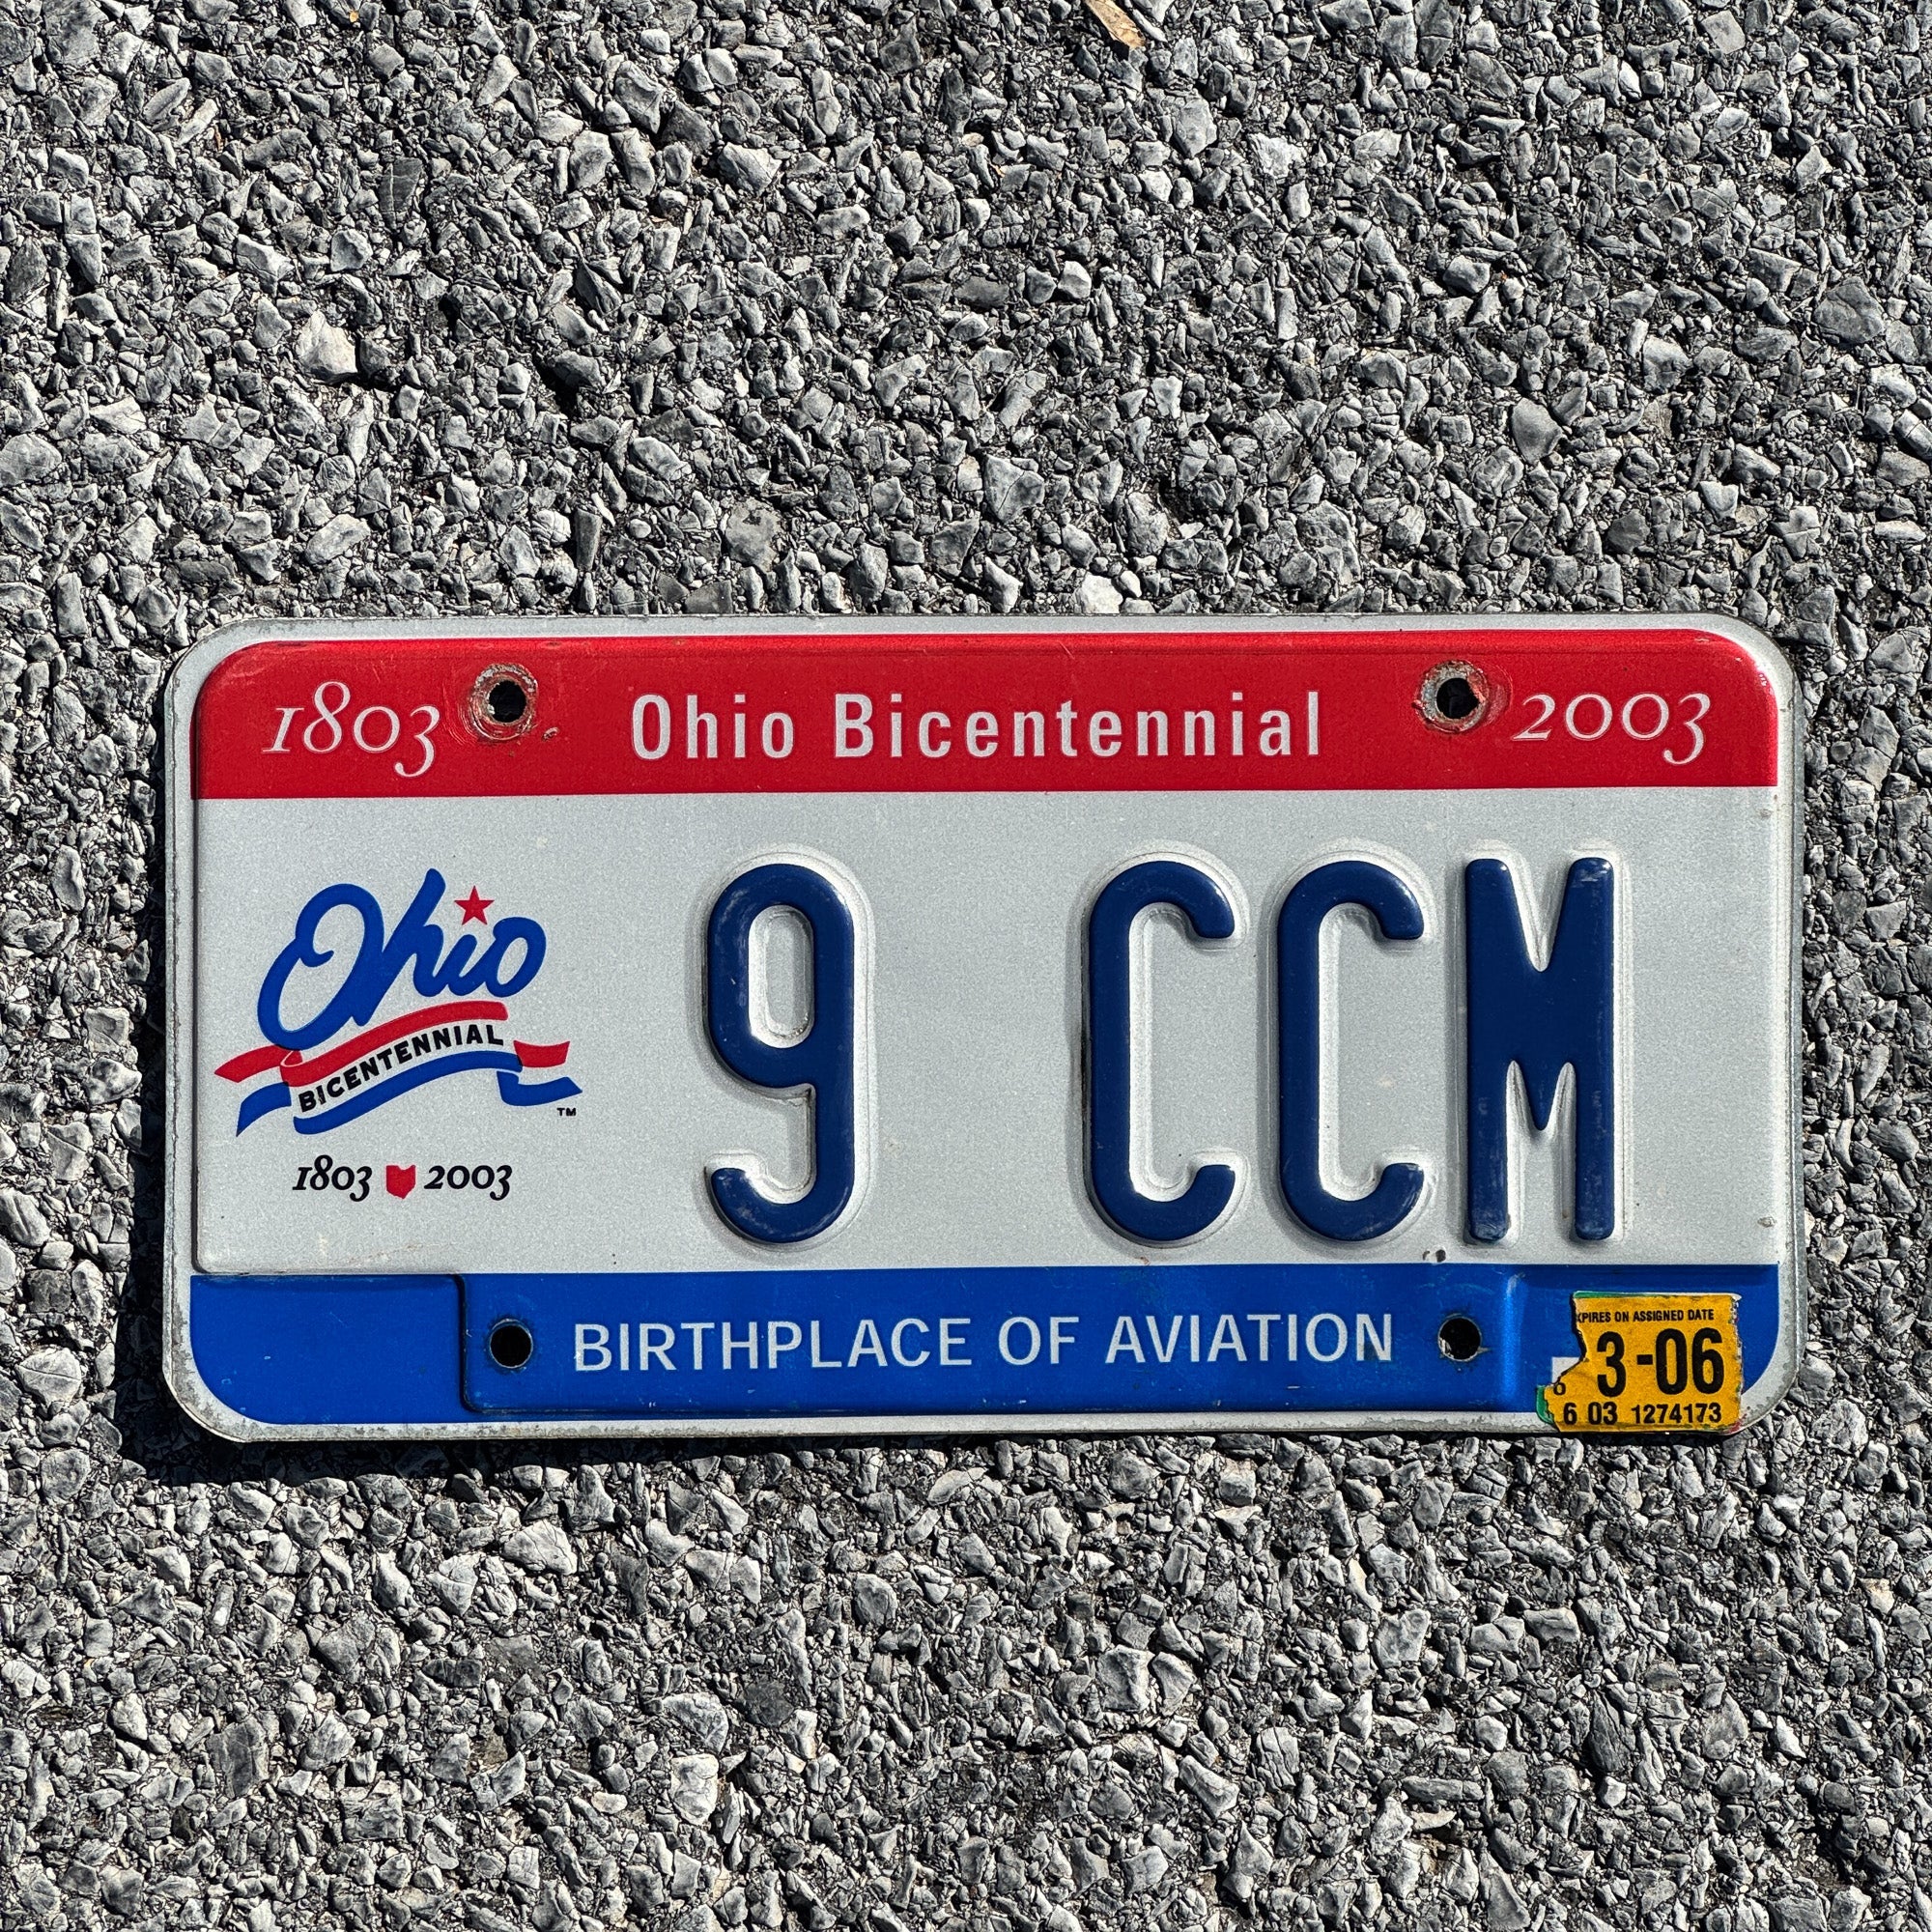 1803 Ohio Bicentennial 2003
Ohio
BICENTENNIAL
TM
1803 2003
9 CCM
BIRTHPLACE OF AVIATION
XPIRES ON ASSIGNED DATE
3-06
6 03 1274173